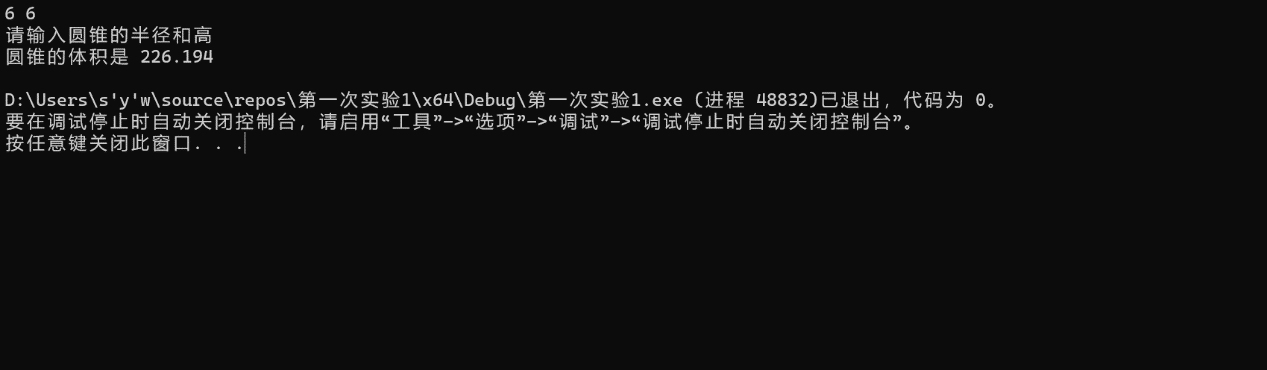 6 6
请输入圆锥的半径和高
圆锥的体积是 226.194
D:\Users\s'y'w\source\repos\第一次实验1\x64\Debug\第一次实验1.exe (进程 48832)已退出，代码为 0。
要在调试停止时自动关闭控制台，请启用“工具”->“选项”->“调试”->“调试停止时自动关闭控制台”。
按任意键关闭此窗口. . .